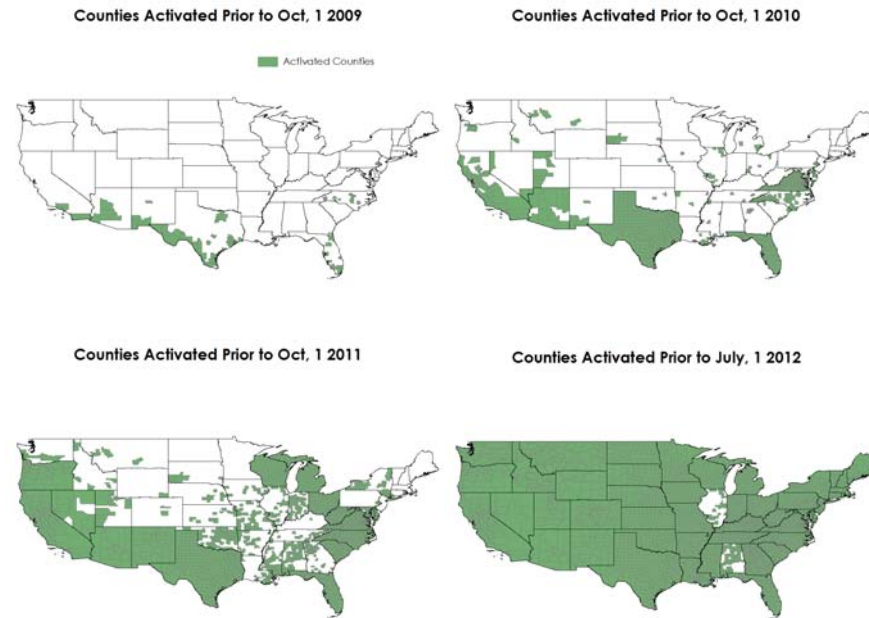 Counties Activated Prior to Oct, 1 2009
Counties Activated Prior to Oct, 1 2010
Activated Counties
Counties Activated Prior to Oct, 1 2011
Counties Activated Prior to July, 1 2012